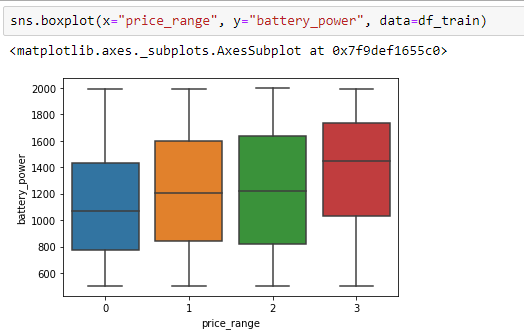 sns.boxplot(x="price_range", y="battery_power", data=df_train)
<matplotlib.axes._subplots.AxesSubplot at 0x7f9def1655c0>
2000
1800
1600
1400
1200
1000
800
600
battery_power
0 1 2 3
price_range